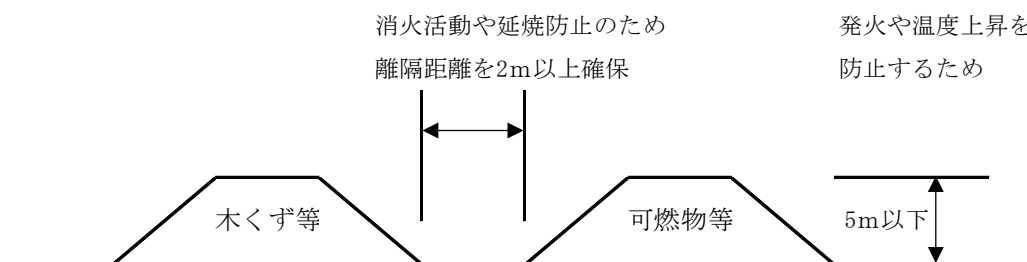 消火活動や延焼防止のため
離隔距離を2m以上確保
発火や温度上昇を
防止するため
木くず等
可燃物等
5m以下